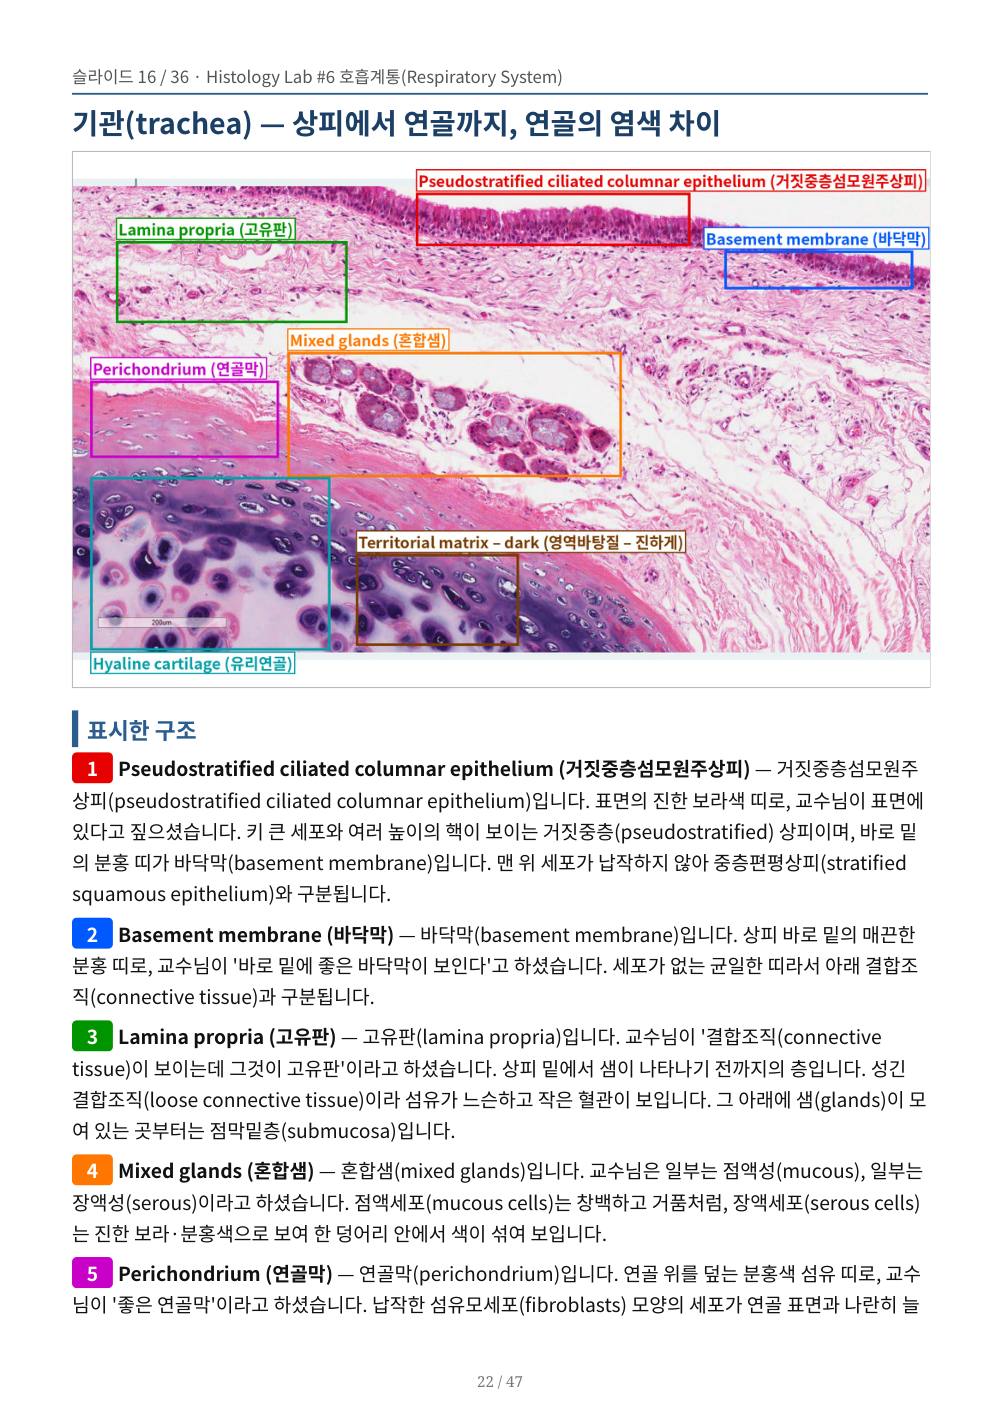 슬라이드 16 / 36 · Histology Lab #6 호흡계통(Respiratory System)
기관(trachea) — 상피에서 연골까지, 연골의 염색 차이
Pseudostratified ciliated columnar epithelium (거짓중층섬모원주상피)
Lamina propria (고유판)
Basement membrane (바닥막)
Mixed glands (혼합샘)
Perichondrium (연골막)
Territorial matrix – dark (영역바탕질 – 진하게)
200um
Hyaline cartilage (유리연골)
표시한 구조
1 Pseudostratified ciliated columnar epithelium (거짓중층섬모원주상피) — 거짓중층섬모원주
상피(pseudostratified ciliated columnar epithelium)입니다. 표면의 진한 보라색 띠로, 교수님이 표면에
있다고 짚으셨습니다. 키 큰 세포와 여러 높이의 핵이 보이는 거짓중층(pseudostratified) 상피이며, 바로 밑
의 분홍 띠가 바닥막(basement membrane)입니다. 맨 위 세포가 납작하지 않아 중층편평상피(stratified
squamous epithelium)와 구분됩니다.
2 Basement membrane (바닥막) — 바닥막(basement membrane)입니다. 상피 바로 밑의 매끈한
분홍 띠로, 교수님이 '바로 밑에 좋은 바닥막이 보인다'고 하셨습니다. 세포가 없는 균일한 띠라서 아래 결합조
직(connective tissue)과 구분됩니다.
3 Lamina propria (고유판) — 고유판(lamina propria)입니다. 교수님이 '결합조직(connective
tissue)이 보이는데 그것이 고유판'이라고 하셨습니다. 상피 밑에서 샘이 나타나기 전까지의 층입니다. 성긴
결합조직(loose connective tissue)이라 섬유가 느슨하고 작은 혈관이 보입니다. 그 아래에 샘(glands)이 모
여 있는 곳부터는 점막밑층(submucosa)입니다.
4 Mixed glands (혼합샘) — 혼합샘(mixed glands)입니다. 교수님은 일부는 점액성(mucous), 일부는
장액성(serous)이라고 하셨습니다. 점액세포(mucous cells)는 창백하고 거품처럼, 장액세포(serous cells)
는 진한 보라·분홍색으로 보여 한 덩어리 안에서 색이 섞여 보입니다.
5 Perichondrium (연골막) — 연골막(perichondrium)입니다. 연골 위를 덮는 분홍색 섬유 띠로, 교수
님이 '좋은 연골막'이라고 하셨습니다. 납작한 섬유모세포(fibroblasts) 모양의 세포가 연골 표면과 나란히 늘
22 / 47